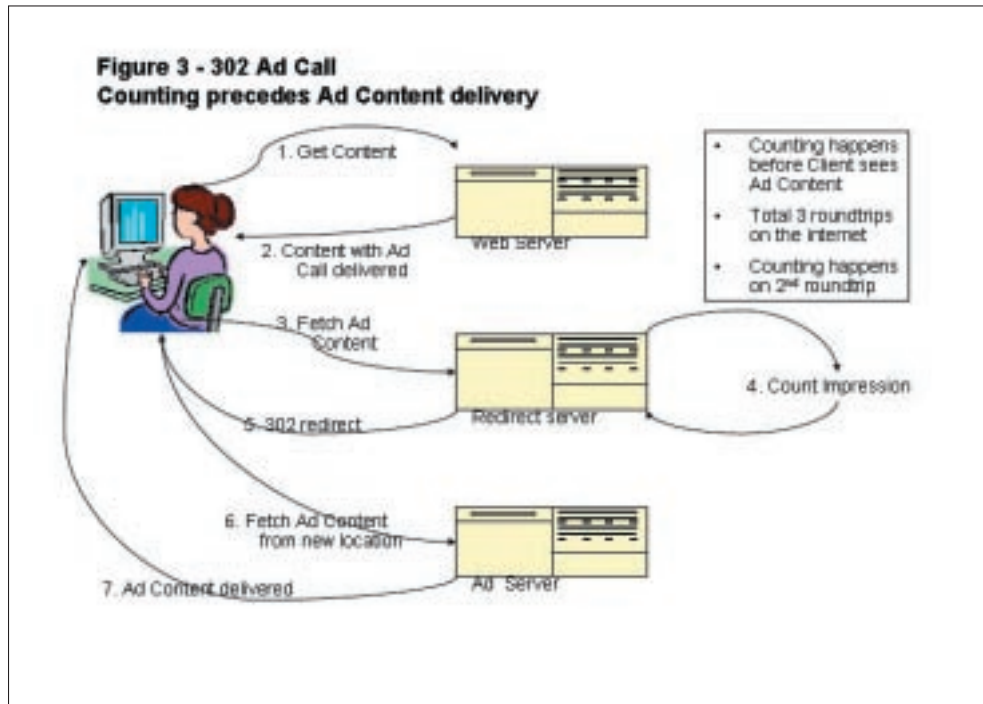 Figure 3 - 302 Ad Call
Counting precedes Ad Content delivery
1. Get Content
Web Server
2. Content with Ad
Call delivered
• Counting happens
before Client sees
Ad Content
• Total 3 roundtrips
on the internet
• Counting happens
on 2nd roundtrip
3. Fetch Ad
Content
4. Count Impression
5. 302 redirect
Redirect server
6. Fetch Ad Content
from new location
7. Ad Content delivered
Ad Server